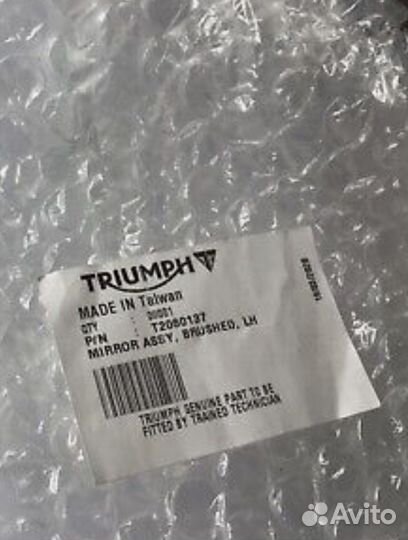 TRIUMPH
MADE IN Taiwan
QTY : 00001
P/N : T2060137
MIRROR ASSY, BRUSHED, LH
TRIUMPH GENUINE PART TO BE
FITTED BY TRAINED TECHNICIAN
Avito